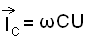 I⃗c = ωCU